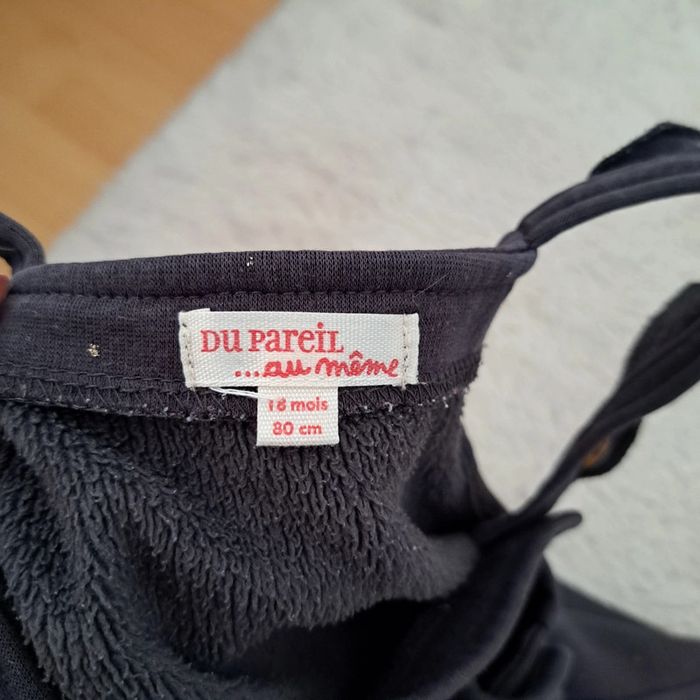 DU PAREIL
...au même
18 mois
80 cm